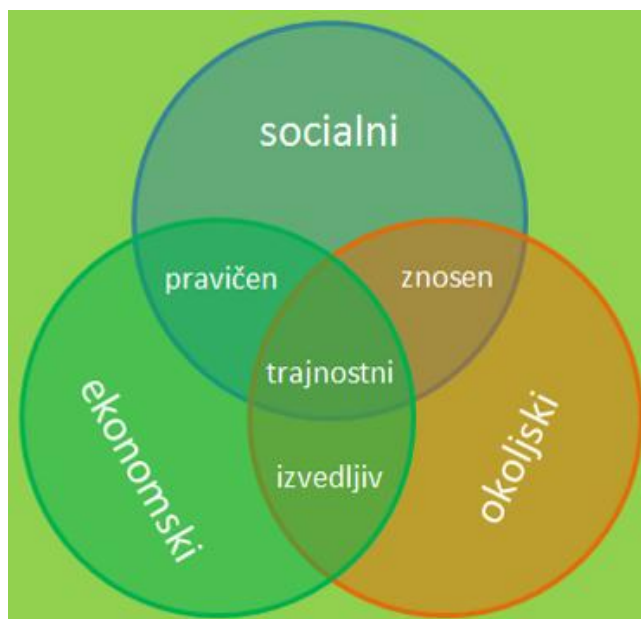 socialni
pravičen
znosen
trajnostni
ekonomski
okoljski
izvedljiv